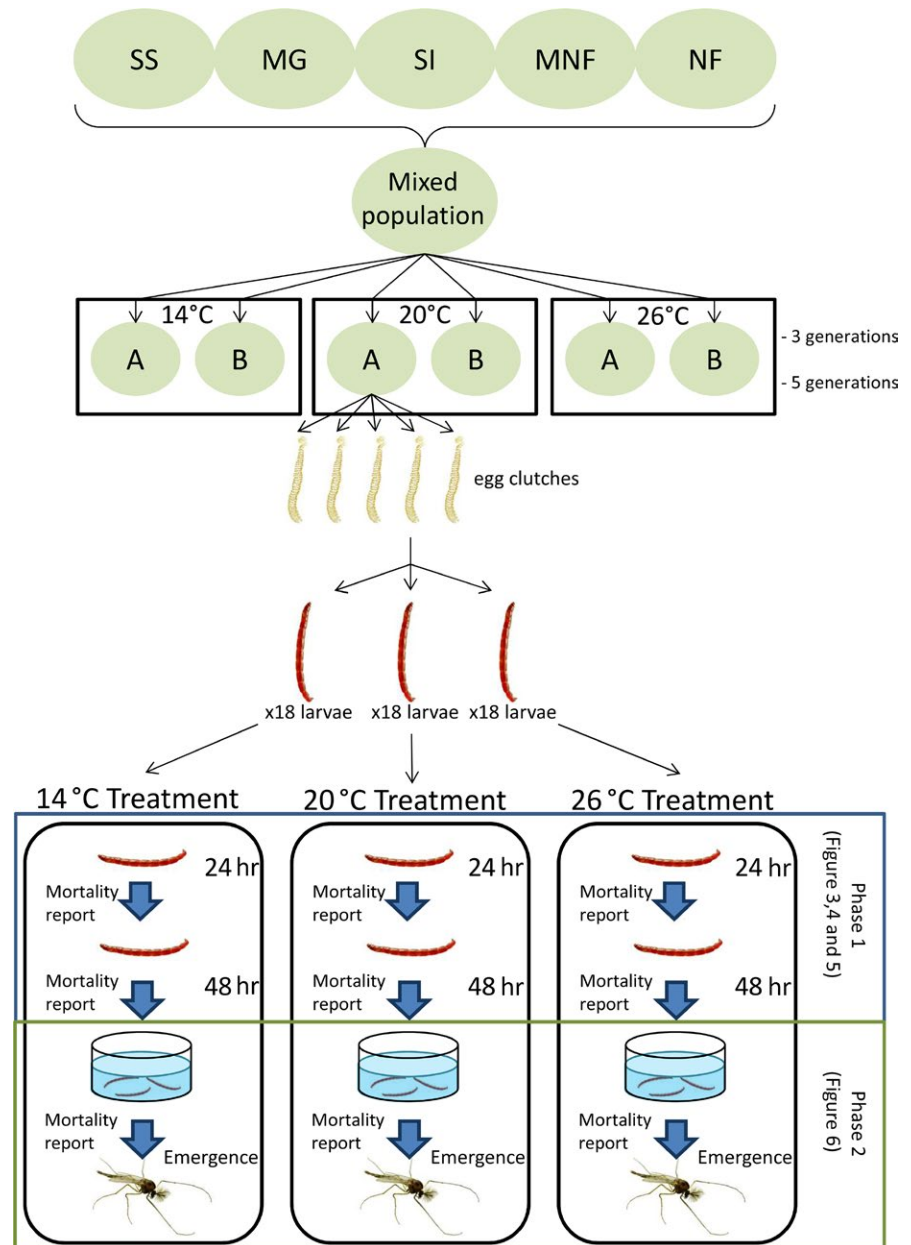 SS MG SI MNF NF
Mixed
population
14°C 20°C 26°C
A B A B A B
- 3 generations
- 5 generations
egg clutches
x18 larvae x18 larvae x18 larvae
14 °C Treatment 20 °C Treatment 26 °C Treatment
24 hr 24 hr 24 hr
Mortality Mortality Mortality
report report report
Mortality Mortality Mortality
report report report
48 hr 48 hr 48 hr
Phase 1
(Figure 3,4 and 5)
Mortality Mortality Mortality
report report report
Emergence Emergence Emergence
Phase 2
(Figure 6)